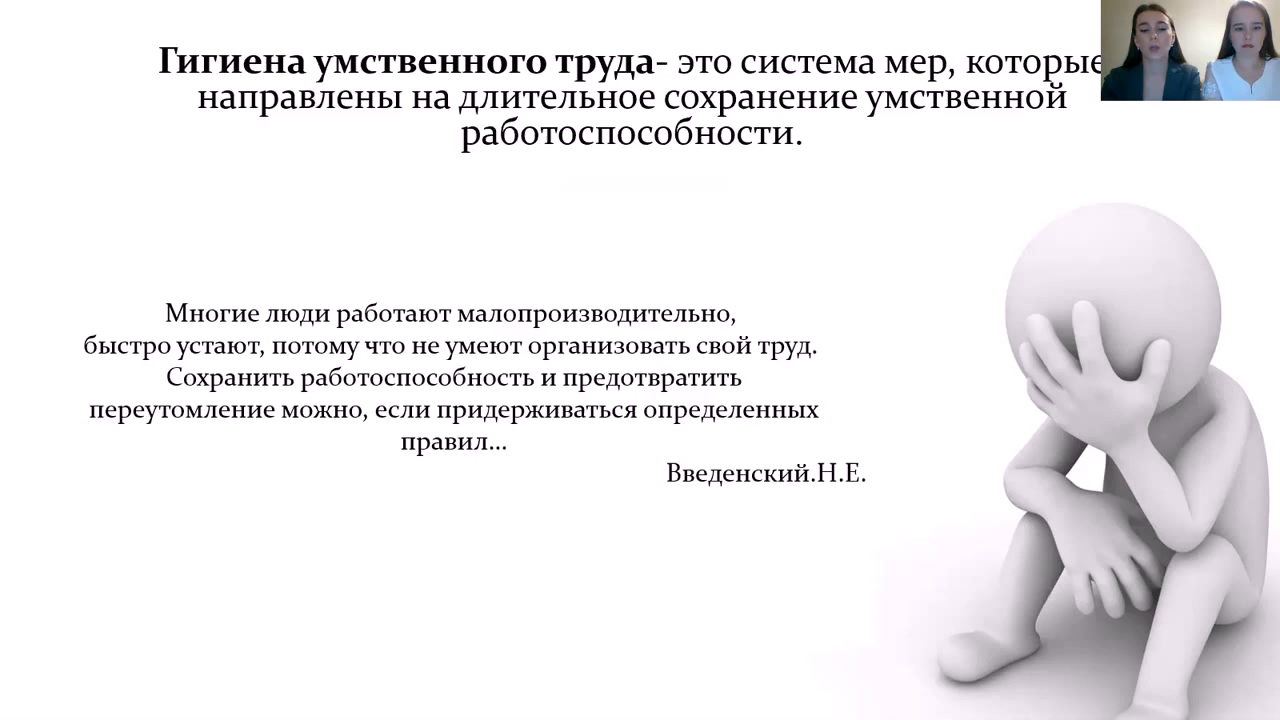 Гигиена умственного труда- это система мер, которые
направлены на длительное сохранение умственной
работоспособности.
Многие люди работают малопроизводительно,
быстро устают, потому что не умеют организовать свой труд.
Сохранить работоспособность и предотвратить
переутомление можно, если придерживаться определенных
правил...
Введенский.Н.Е.